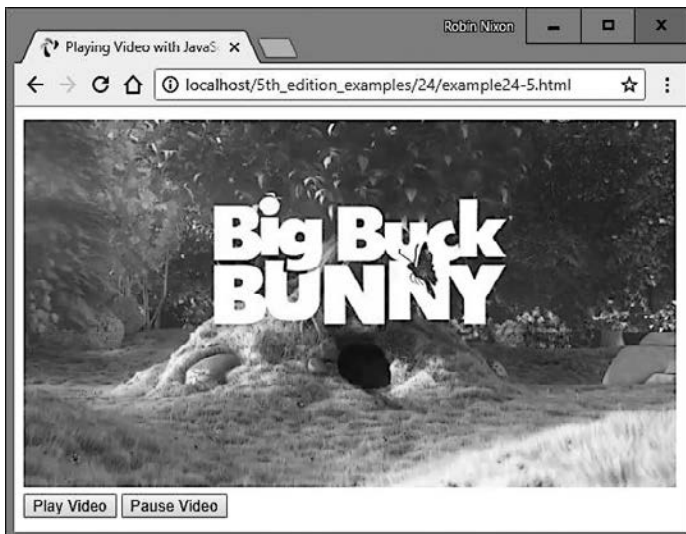 Robin Nixon
Playing Video with JavaS
localhost/5th_edition_examples/24/example24-5.html
Big Buck
BUNNY
Play Video
Pause Video